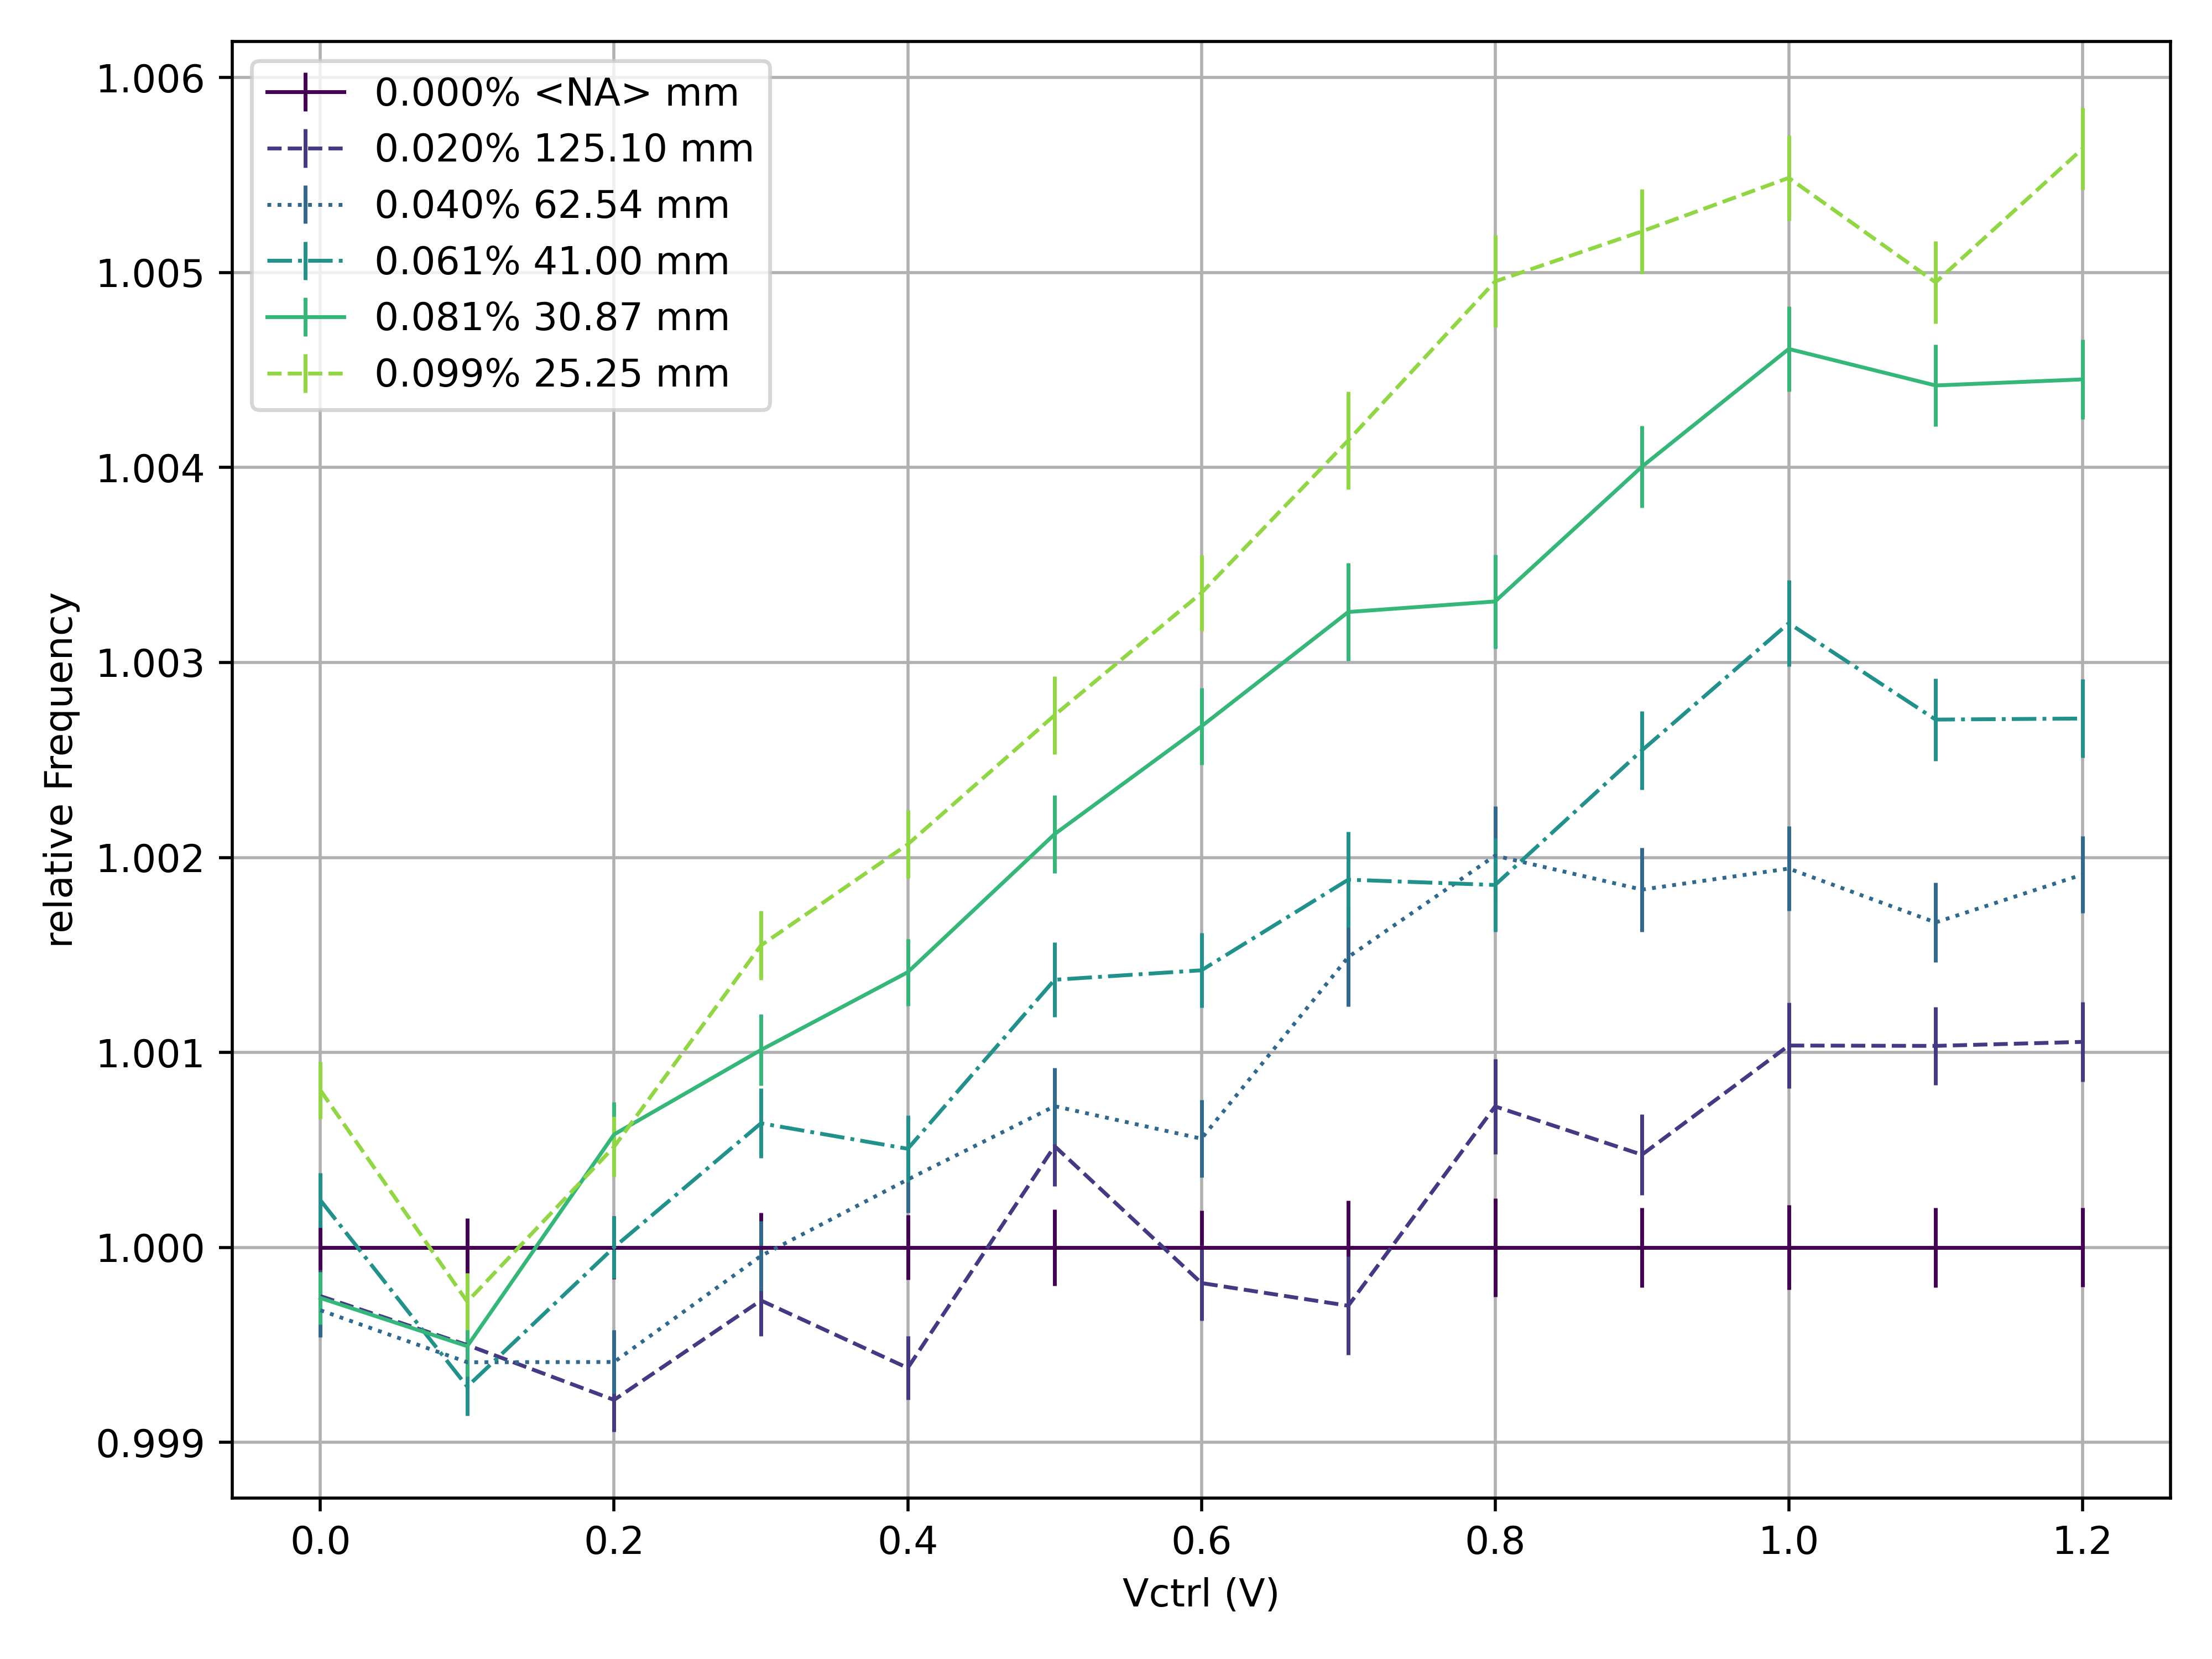 0.000% <NA> mm
0.020% 125.10 mm
0.040% 62.54 mm
0.061% 41.00 mm
0.081% 30.87 mm
0.099% 25.25 mm
1.006
1.005
1.004
1.003
1.002
1.001
1.000
0.999
relative Frequency
0.0 0.2 0.4 0.6 0.8 1.0 1.2
Vctrl (V)